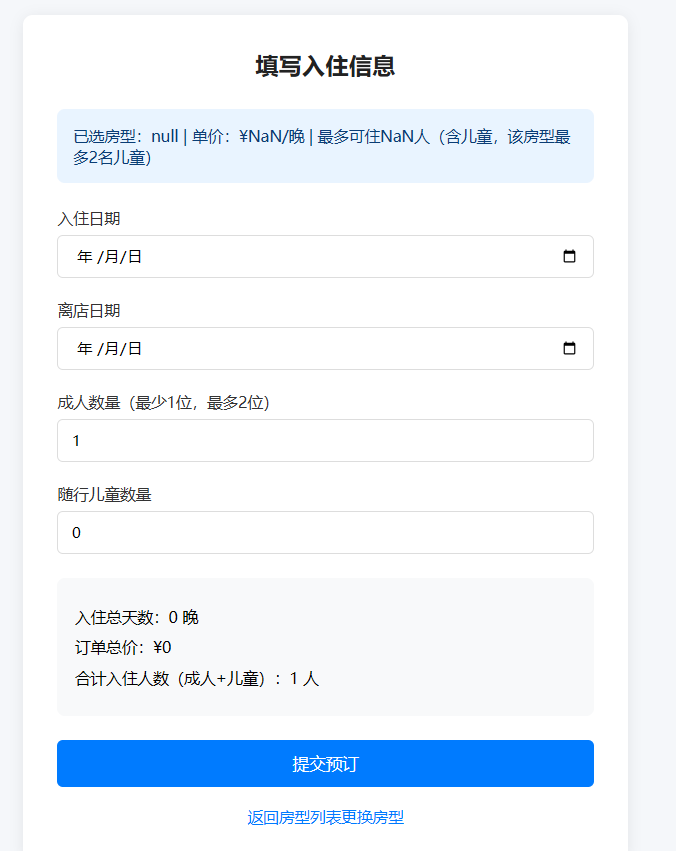 填写入住信息
已选房型：null | 单价：¥NaN/晚 | 最多可住NaN人（含儿童，该房型最
多2名儿童）
入住日期
年 /月/日
离店日期
年 /月/日
成人数量（最少1位，最多2位）
1
随行儿童数量
0
入住总天数：0 晚
订单总价：¥0
合计入住人数（成人+儿童）：1 人
提交预订
返回房型列表更换房型